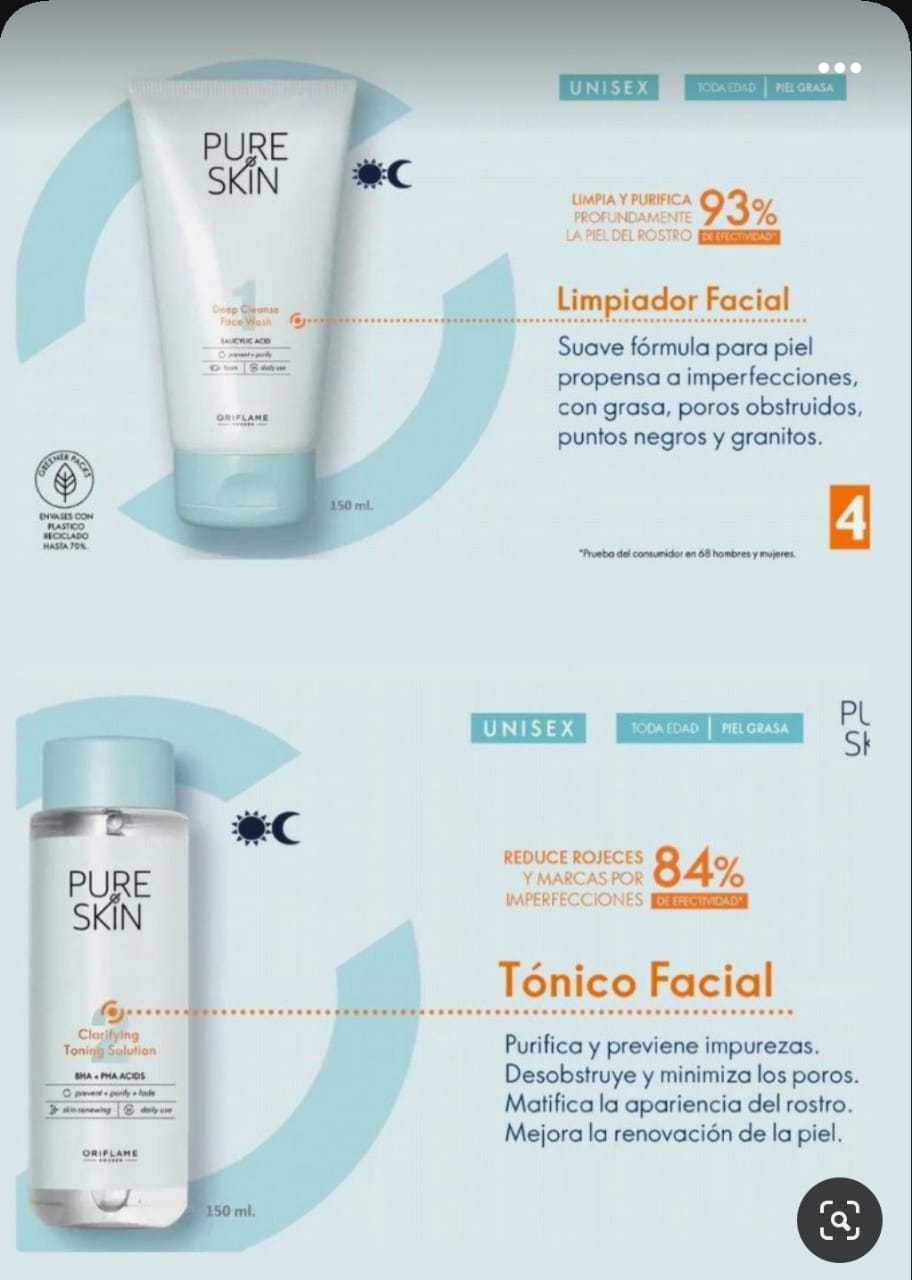 UNISEX
TODA EDAD | PIEL GRASA
PURE
SKIN
LIMPIA Y PURIFICA
PROFUNDAMENTE
LA PIEL DEL ROSTRO
93%
DE EFECTIVIDAD*
1
Deep Cleanse
Face Wash
SALICYLIC ACID
prevent + purify
foam | daily use
ORIFLAME
SWEDEN
Limpiador Facial
Suave fórmula para piel
propensa a imperfecciones,
con grasa, poros obstruidos,
puntos negros y granitos.
GREENER PACKS
ENVASES CON
PLASTICO
RECICLADO
HASTA 70%.
150 ml.
4
*Prueba del consumidor en 68 hombres y mujeres.
UNISEX
TODA EDAD | PIEL GRASA
PURE
SKIN
REDUCE ROJECES
Y MARCAS POR
IMPERFECCIONES
84%
DE EFECTIVIDAD*
2
Clarifying
Toning Solution
BHA + PHA ACIDS
prevent + purify + fade
skin renewing | daily use
ORIFLAME
SWEDEN
Tónico Facial
Purifica y previene impurezas.
Desobstruye y minimiza los poros.
Matifica la apariencia del rostro.
Mejora la renovación de la piel.
150 ml.